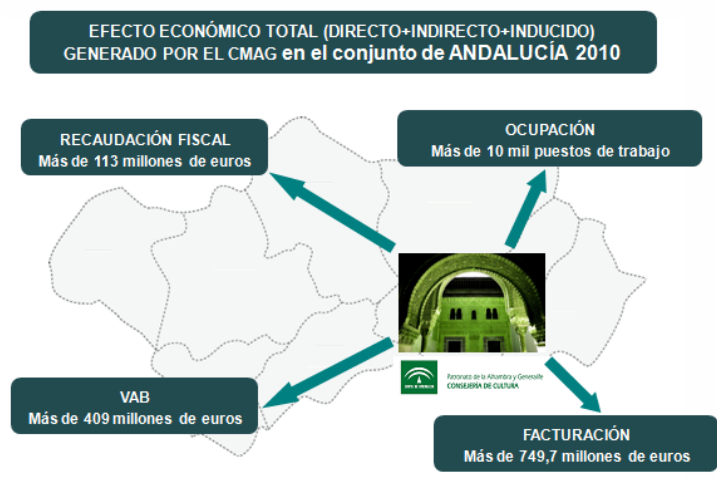 EFECTO ECONÓMICO TOTAL (DIRECTO+INDIRECTO+INDUCIDO)
GENERADO POR EL CMAG en el conjunto de ANDALUCÍA 2010
RECAUDACIÓN FISCAL
Más de 113 millones de euros
OCUPACIÓN
Más de 10 mil puestos de trabajo
Patronato de la Alhambra y Generalife
CONSEJERÍA DE CULTURA
VAB
Más de 409 millones de euros
FACTURACIÓN
Más de 749,7 millones de euros